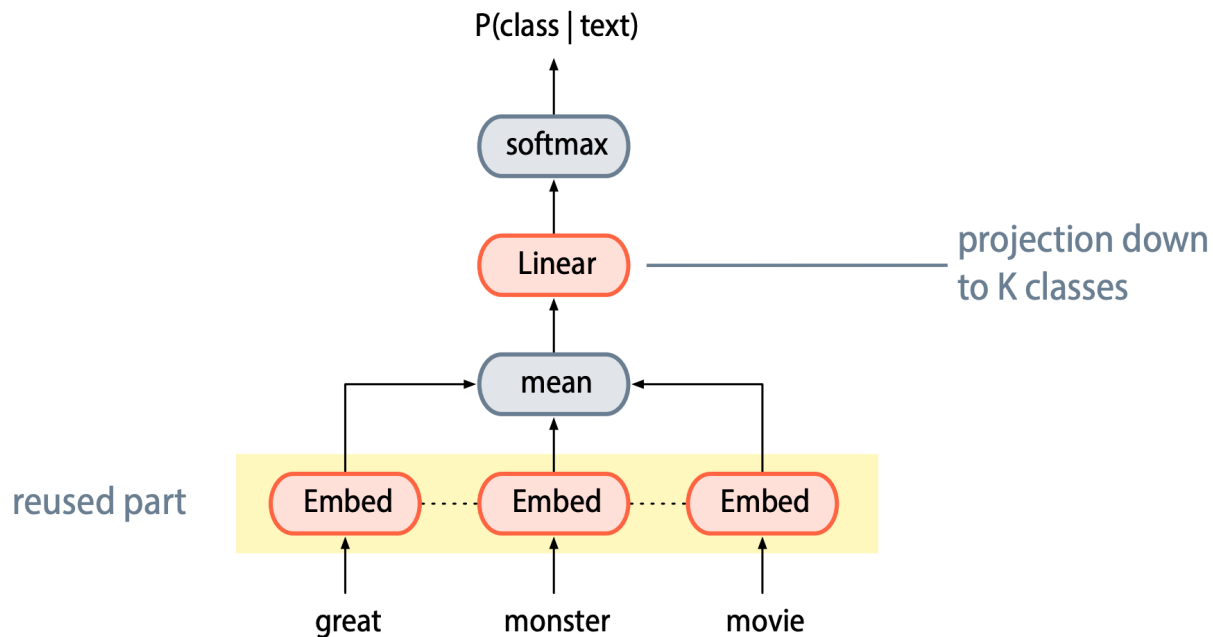 P(class | text)
softmax
Linear
projection down
to K classes
mean
reused part
Embed
Embed
Embed
great
monster
movie